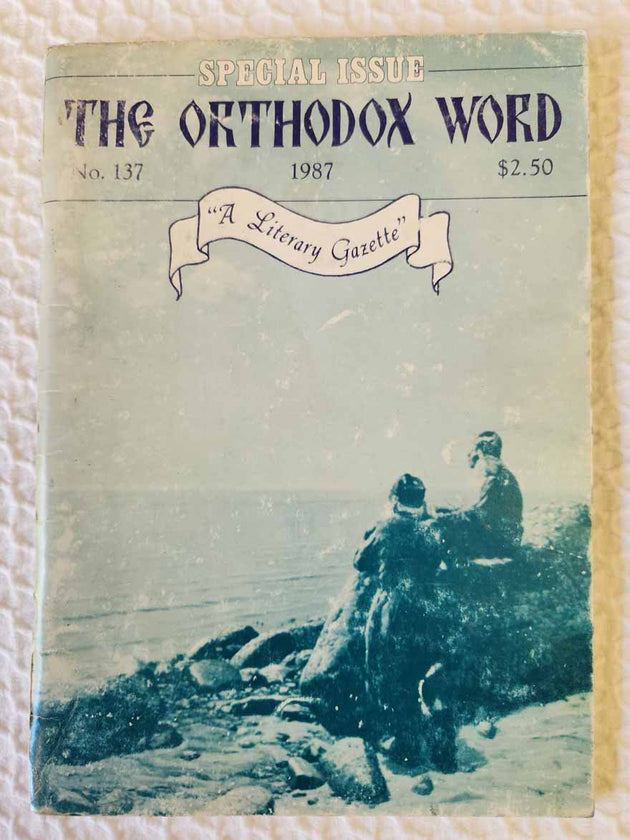 SPECIAL ISSUE
THE ORTHODOX WORD
No. 137 1987 $2.50
"A Literary Gazette"